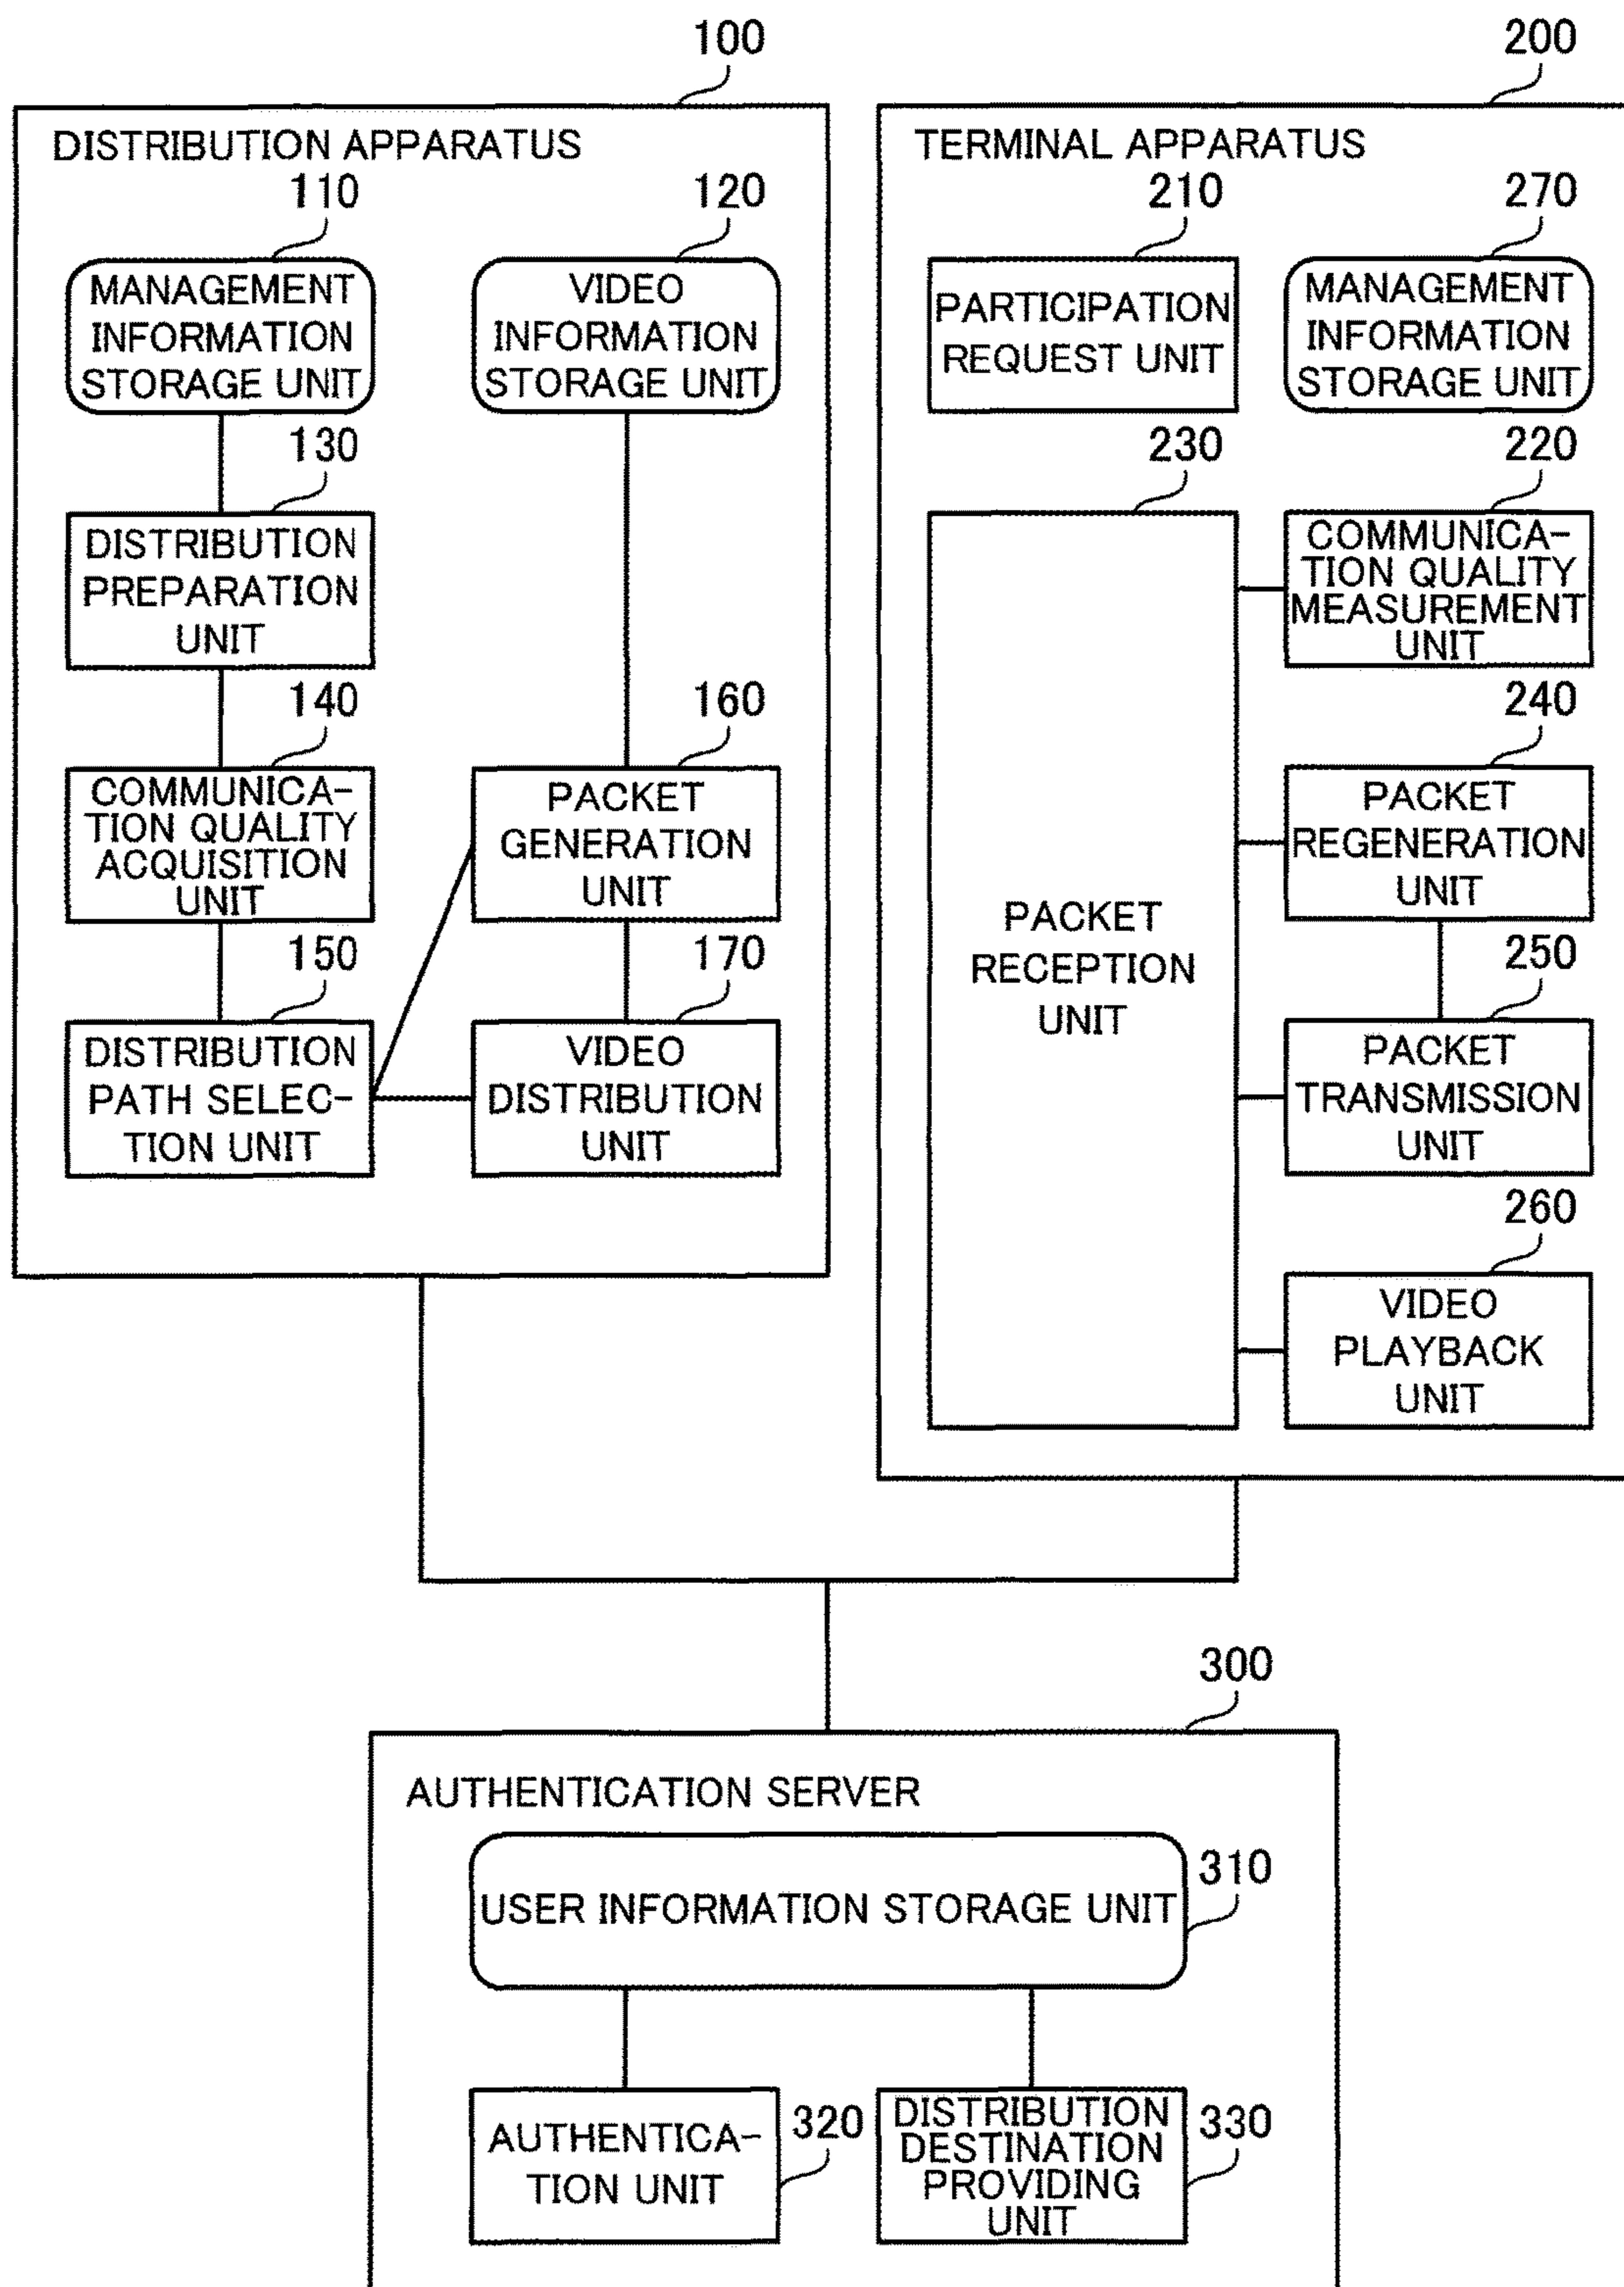 100
DISTRIBUTION APPARATUS
110
120
MANAGEMENT
INFORMATION
STORAGE UNIT
VIDEO
INFORMATION
STORAGE UNIT
130
DISTRIBUTION
PREPARATION
UNIT
140
COMMUNICA-
TION QUALITY
ACQUISITION
UNIT
160
PACKET
GENERATION
UNIT
150
DISTRIBUTION
PATH SELEC-
TION UNIT
170
VIDEO
DISTRIBUTION
UNIT
200
TERMINAL APPARATUS
210
270
PARTICIPATION
REQUEST UNIT
MANAGEMENT
INFORMATION
STORAGE UNIT
230
PACKET
RECEPTION
UNIT
220
COMMUNICA-
TION QUALITY
MEASUREMENT
UNIT
240
PACKET
REGENERATION
UNIT
250
PACKET
TRANSMISSION
UNIT
260
VIDEO
PLAYBACK
UNIT
300
AUTHENTICATION SERVER
310
USER INFORMATION STORAGE UNIT
AUTHENTICA-
TION UNIT
320
DISTRIBUTION
DESTINATION
PROVIDING
UNIT
330